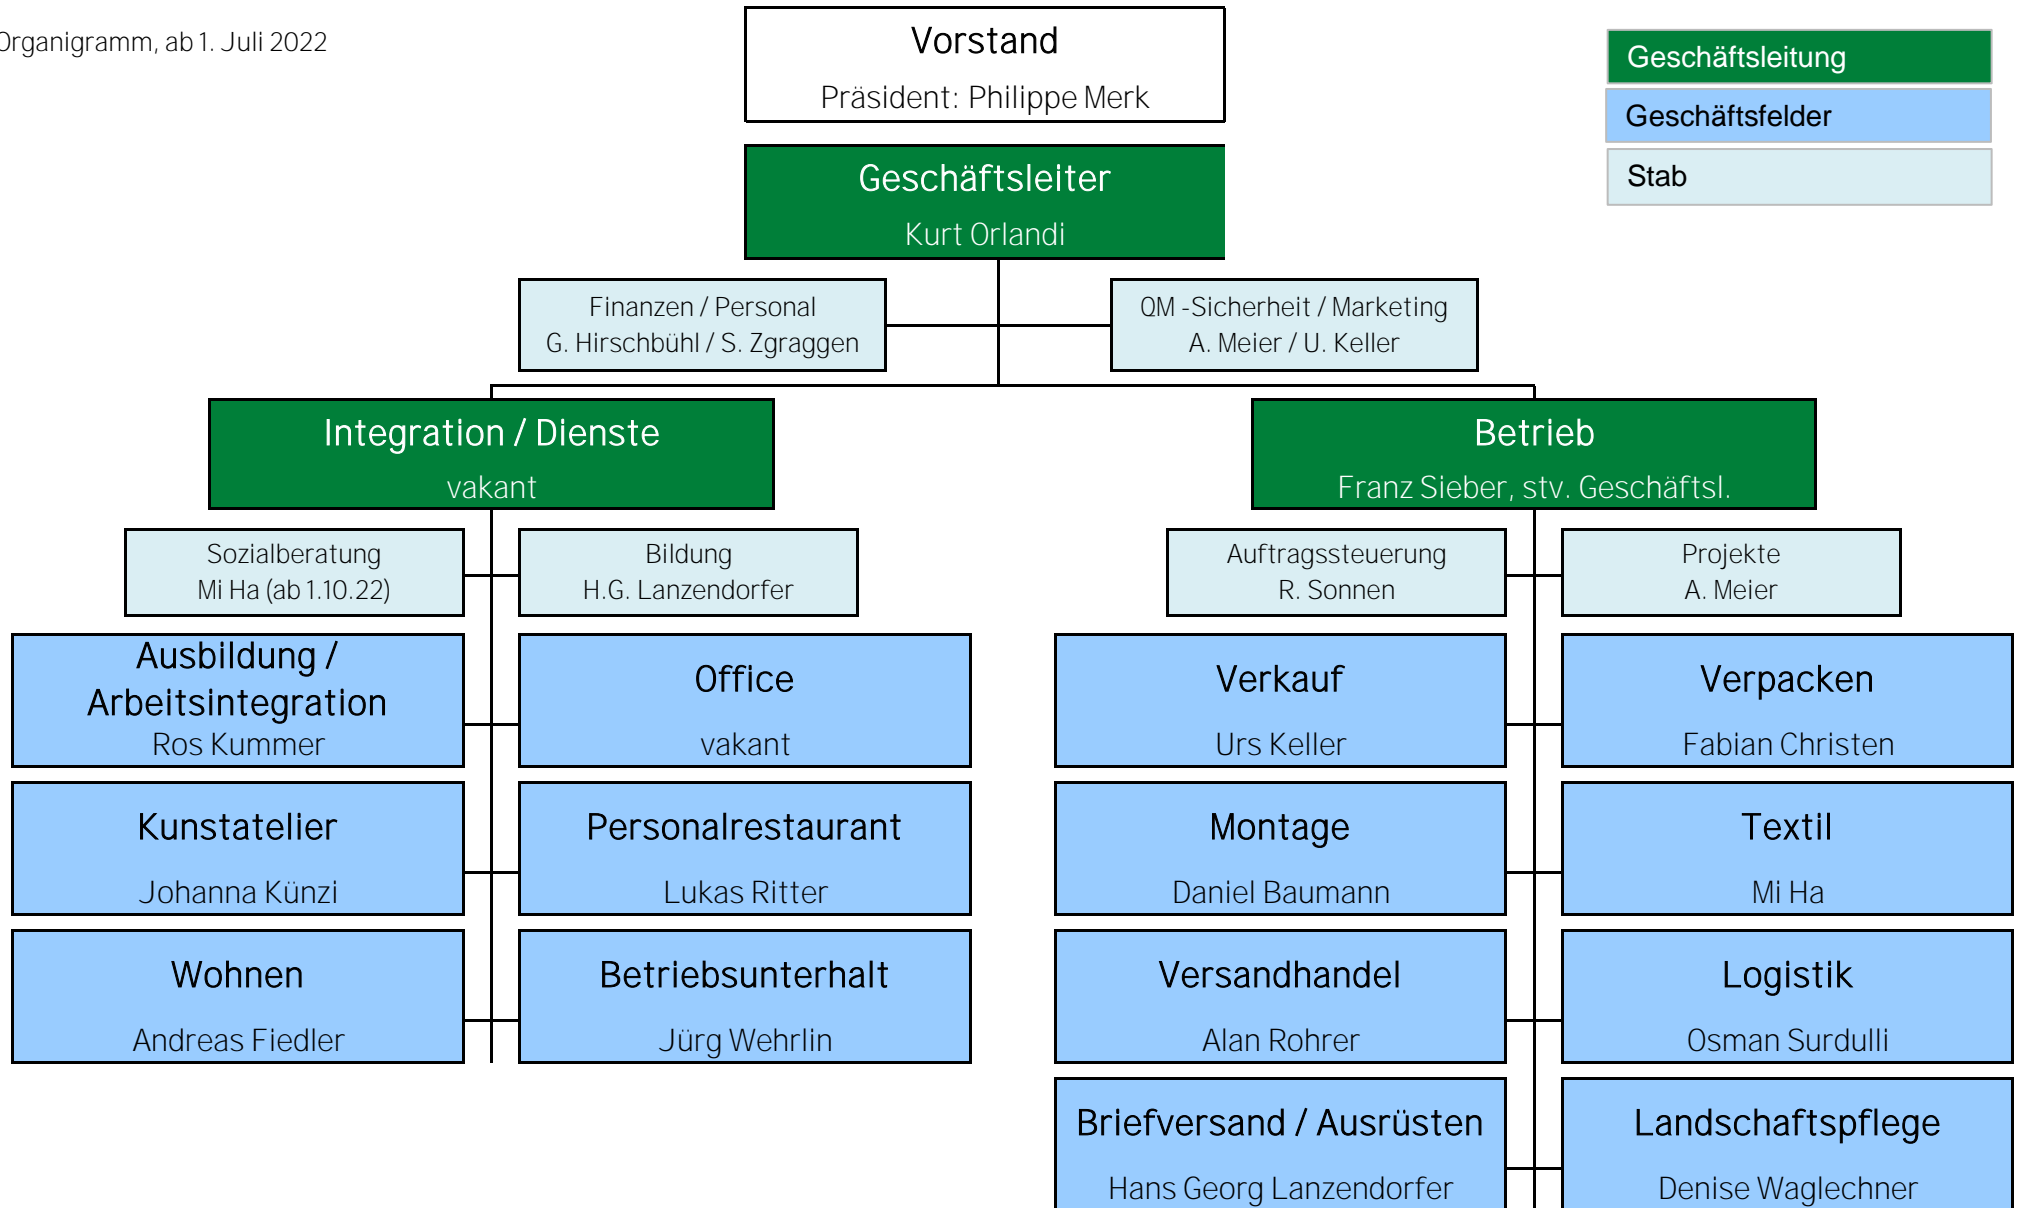 Organigramm, ab 1. Juli 2022
Vorstand
Präsident: Philippe Merk
Geschäftsleitung
Geschäftsfelder
Stab
Geschäftsleiter
Kurt Orlandi
Finanzen / Personal
G. Hirschbühl / S. Zgraggen
QM -Sicherheit / Marketing
A. Meier / U. Keller
Integration / Dienste
vakant
Betrieb
Franz Sieber, stv. Geschäftsl.
Sozialberatung
Mi Ha (ab 1.10.22)
Bildung
H.G. Lanzendorfer
Auftragssteuerung
R. Sonnen
Projekte
A. Meier
Ausbildung /
Arbeitsintegration
Ros Kummer
Office
vakant
Verkauf
Urs Keller
Verpacken
Fabian Christen
Kunstatelier
Johanna Künzi
Personalrestaurant
Lukas Ritter
Montage
Daniel Baumann
Textil
Mi Ha
Wohnen
Andreas Fiedler
Betriebsunterhalt
Jürg Wehrlin
Versandhandel
Alan Rohrer
Logistik
Osman Surdulli
Briefversand / Ausrüsten
Hans Georg Lanzendorfer
Landschaftspflege
Denise Waglechner